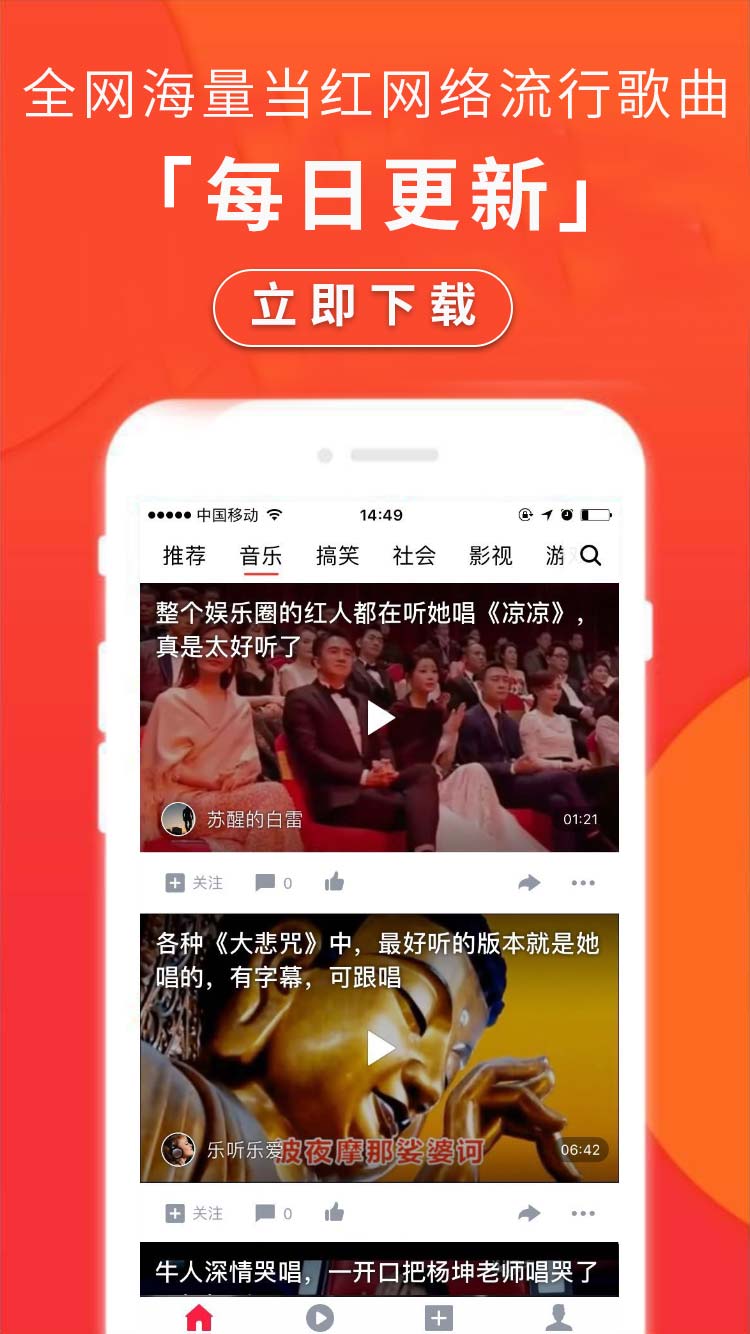 全网海量当红网络流行歌曲
「每日更新」
立即下载
中国移动 14:49
推荐 音乐 搞笑 社会 影视 游
整个娱乐圈的红人都在听她唱《凉凉》，
真是太好听了
苏醒的白雷 01:21
关注 0
各种《大悲咒》中，最好听的版本就是她
唱的，有字幕，可跟唱
乐听乐爱 波夜摩那娑婆诃 06:42
关注 0
牛人深情哭唱，一开口把杨坤老师唱哭了